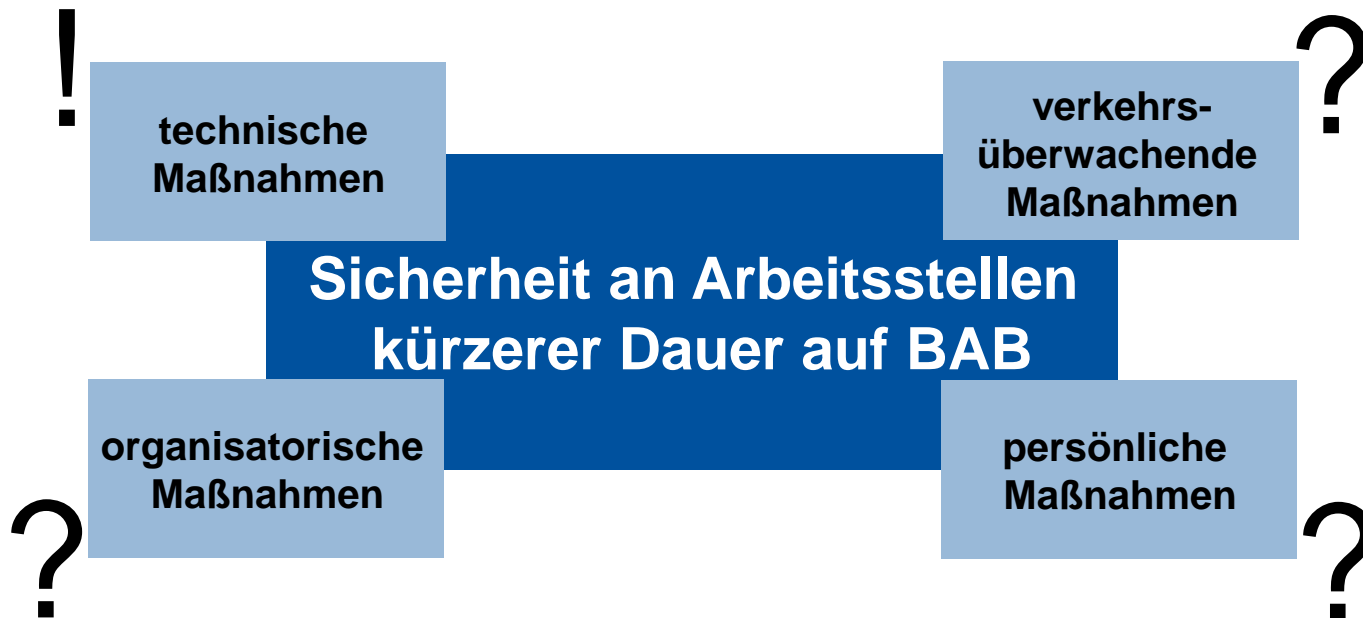 !
technische
Maßnahmen
?
verkehrs-
überwachende
Maßnahmen
Sicherheit an Arbeitsstellen
kürzerer Dauer auf BAB
organisatorische
Maßnahmen
?
persönliche
Maßnahmen
?